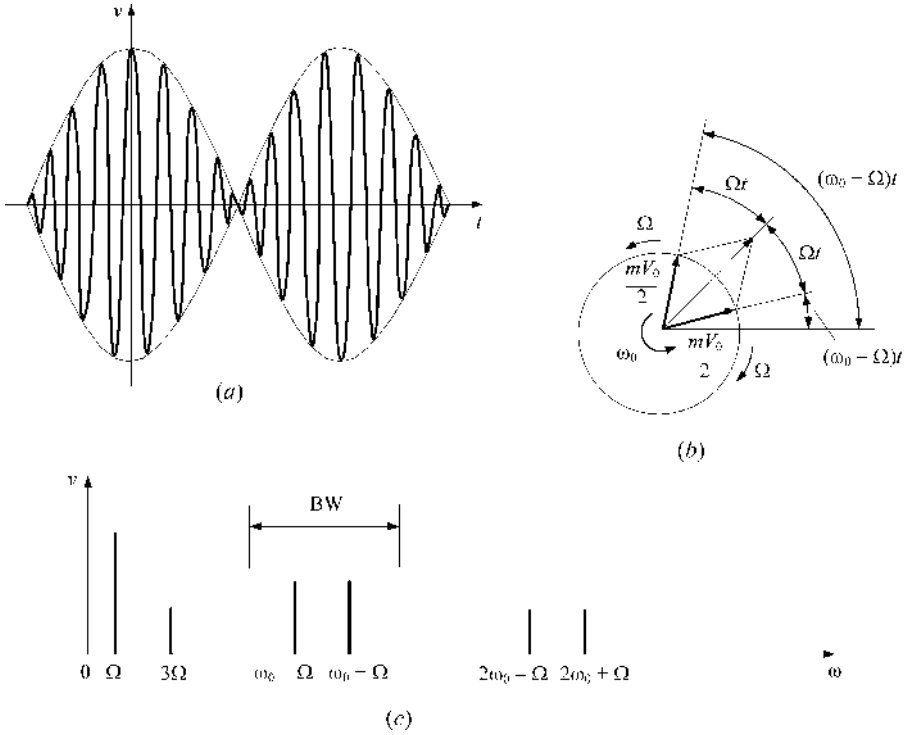 v
t
(a)
(ω₀ − Ω)t
Ωt
Ω
Ωt
mV₀
2
ω₀
mV₀
2
Ω
(ω₀ − Ω)t
(b)
v
BW
0 Ω 3Ω ω₀ Ω ω₀ − Ω 2ω₀ − Ω 2ω₀ + Ω ω
(c)